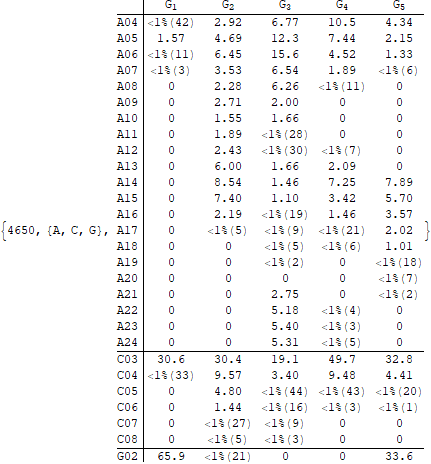 G1 G2 G3 G4 G5
A04 <1%(42) 2.92 6.77 10.5 4.34
A05 1.57 4.69 12.3 7.44 2.15
A06 <1%(11) 6.45 15.6 4.52 1.33
A07 <1%(3) 3.53 6.54 1.89 <1%(6)
A08 0 2.28 6.26 <1%(11) 0
A09 0 2.71 2.00 0 0
A10 0 1.55 1.66 0 0
A11 0 1.89 <1%(28) 0 0
A12 0 2.43 <1%(30) <1%(7) 0
A13 0 6.00 1.66 2.09 0
A14 0 8.54 1.46 7.25 7.89
A15 0 7.40 1.10 3.42 5.70
A16 0 2.19 <1%(19) 1.46 3.57
{4650, {A, C, G}, A17 0 <1%(5) <1%(9) <1%(21) 2.02 }
A18 0 0 <1%(5) <1%(6) 1.01
A19 0 0 <1%(2) 0 <1%(18)
A20 0 0 0 0 <1%(7)
A21 0 0 2.75 0 <1%(2)
A22 0 0 5.18 <1%(4) 0
A23 0 0 5.40 <1%(3) 0
A24 0 0 5.31 <1%(5) 0
C03 30.6 30.4 19.1 49.7 32.8
C04 <1%(33) 9.57 3.40 9.48 4.41
C05 0 4.80 <1%(44) <1%(43) <1%(20)
C06 0 1.44 <1%(16) <1%(3) <1%(1)
C07 0 <1%(27) <1%(9) 0 0
C08 0 <1%(5) <1%(3) 0 0
G02 65.9 <1%(21) 0 0 33.6